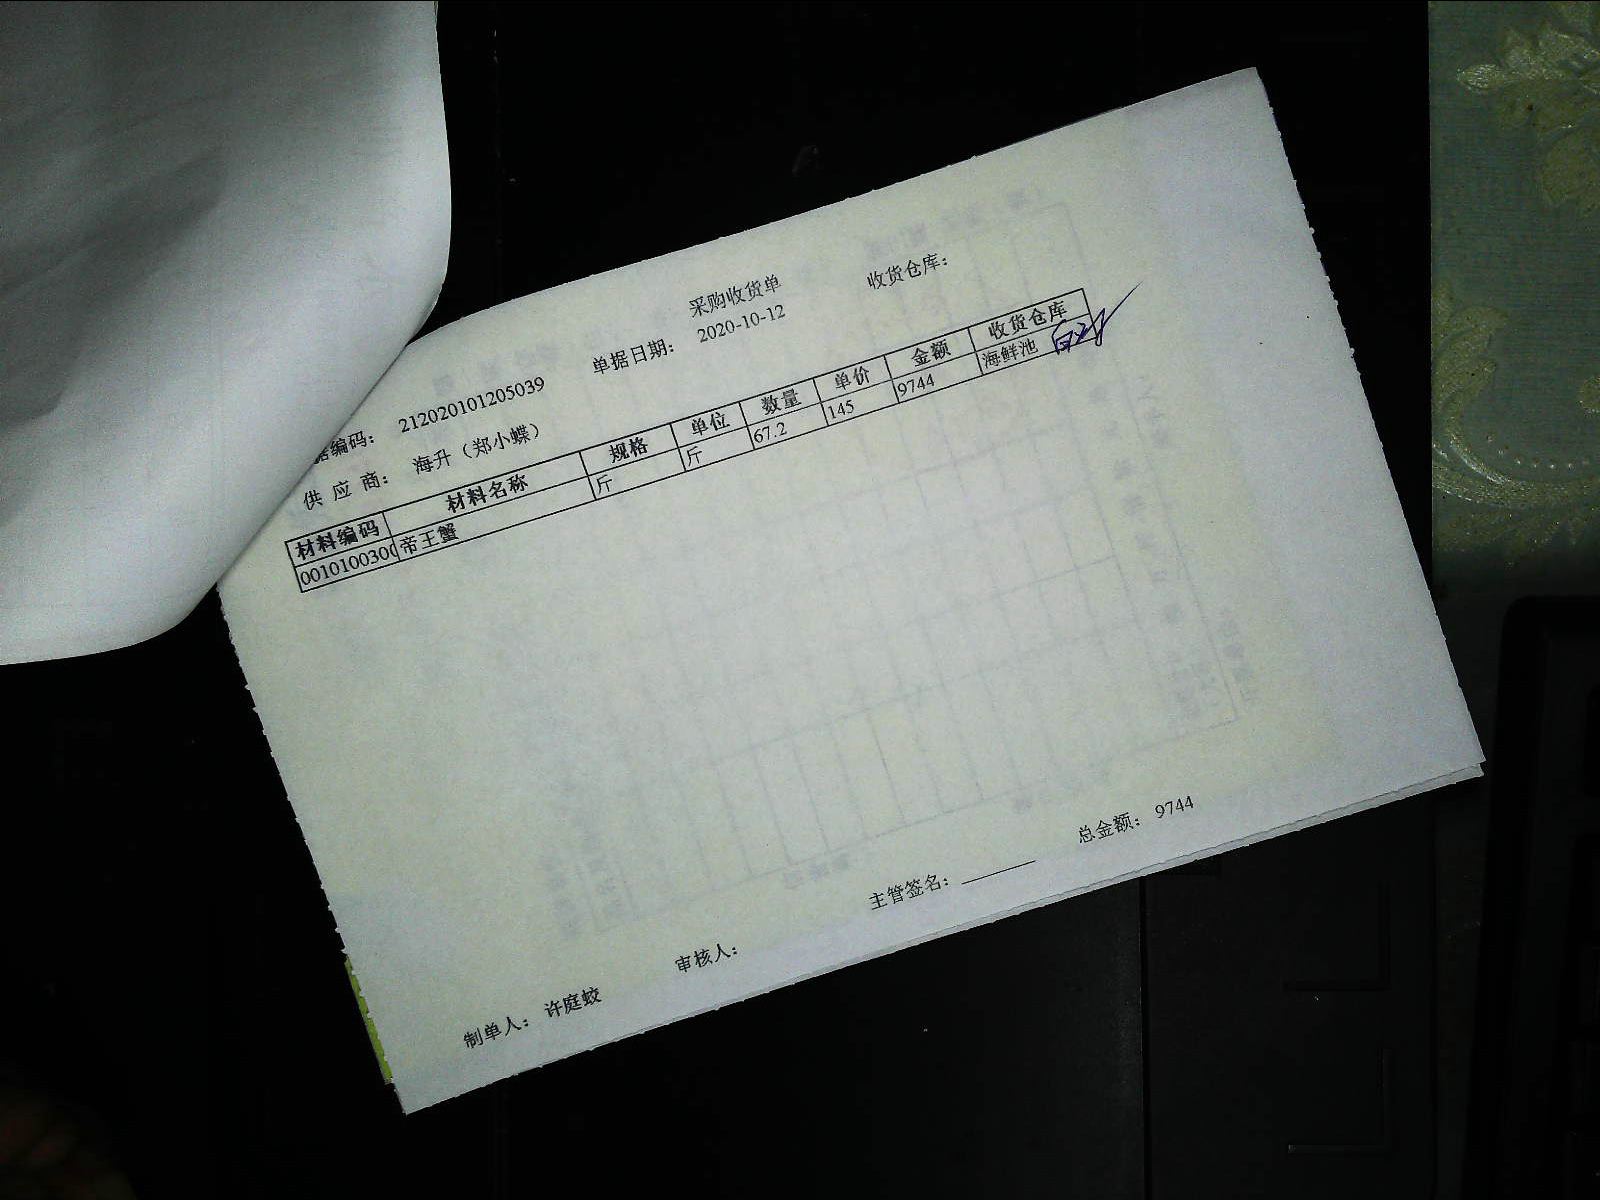 采购收货单
据编码： 212020101205039 单据日期： 2020-10-12 收货仓库：
供 应 商： 海升（郑小蝶）
材料编码 材料名称 规格 单位 数量 单价 金额 收货仓库
001010030 帝王蟹 斤 斤 67.2 145 9744 海鲜池
制单人： 许庭蛟 审核人： 主管签名： 总金额： 9744